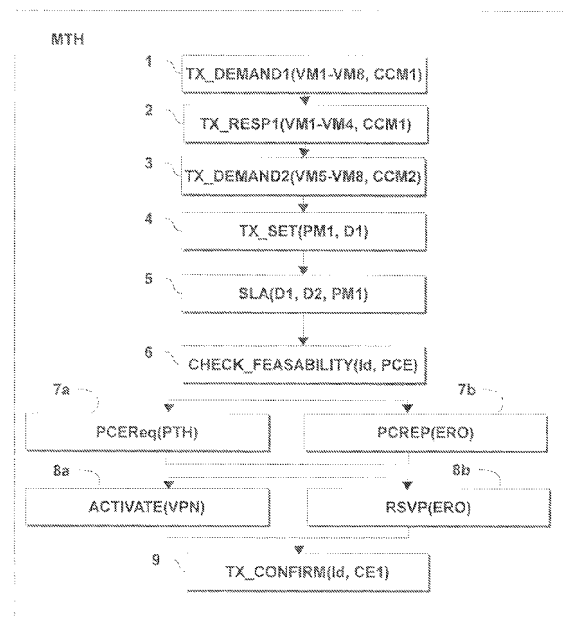 MTH
1
TX_DEMAND1(VM1-VM8, CCM1)
2
TX_RESP1(VM1-VM4, CCM1)
3
TX_DEMAND2(VM5-VM8, CCM2)
4
TX_SET(PM1, D1)
5
SLA(D1, D2, PM1)
6
CHECK_FEASABILITY(Id, PCE)
7a
7b
PCEReq(PTH)
PCREP(ERO)
8a
8b
ACTIVATE(VPN)
RSVP(ERO)
9
TX_CONFIRM(Id, CE1)